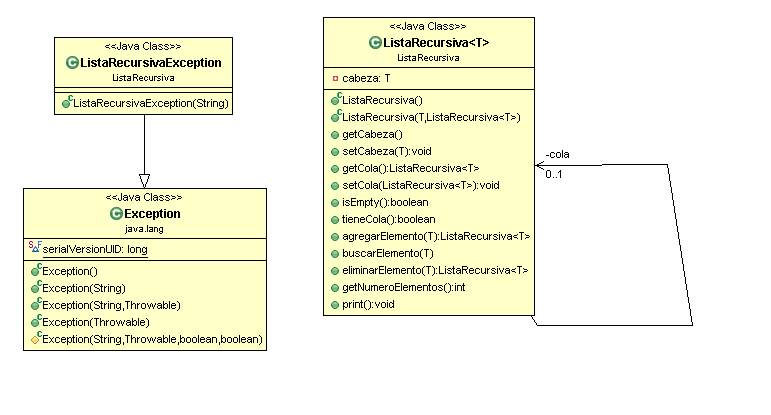 <<Java Class>>
ListaRecursivaException
ListaRecursiva
ListaRecursivaException(String)
<<Java Class>>
Exception
java.lang
serialVersionUID: long
Exception()
Exception(String)
Exception(String,Throwable)
Exception(Throwable)
Exception(String,Throwable,boolean,boolean)
<<Java Class>>
ListaRecursiva<T>
ListaRecursiva
cabeza: T
ListaRecursiva()
ListaRecursiva(T,ListaRecursiva<T>)
getCabeza()
setCabeza(T):void
getCola():ListaRecursiva<T>
setCola(ListaRecursiva<T>):void
isEmpty():boolean
tieneCola():boolean
agregarElemento(T):ListaRecursiva<T>
buscarElemento(T)
eliminarElemento(T):ListaRecursiva<T>
getNumeroElementos():int
print():void
-cola
0..1